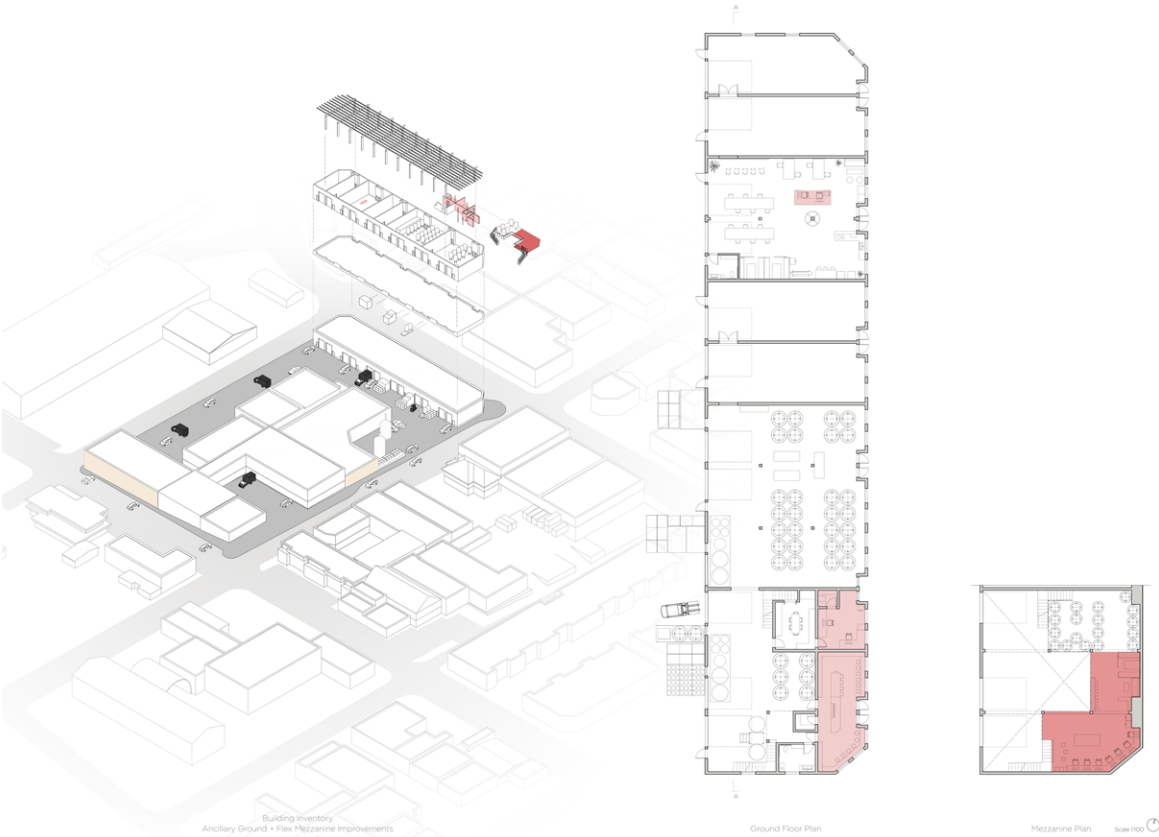 A
A
Building Inventory
Ancillary Ground + Flex Mezzanine Improvements
Ground Floor Plan
Mezzanine Plan
Scale 1:100